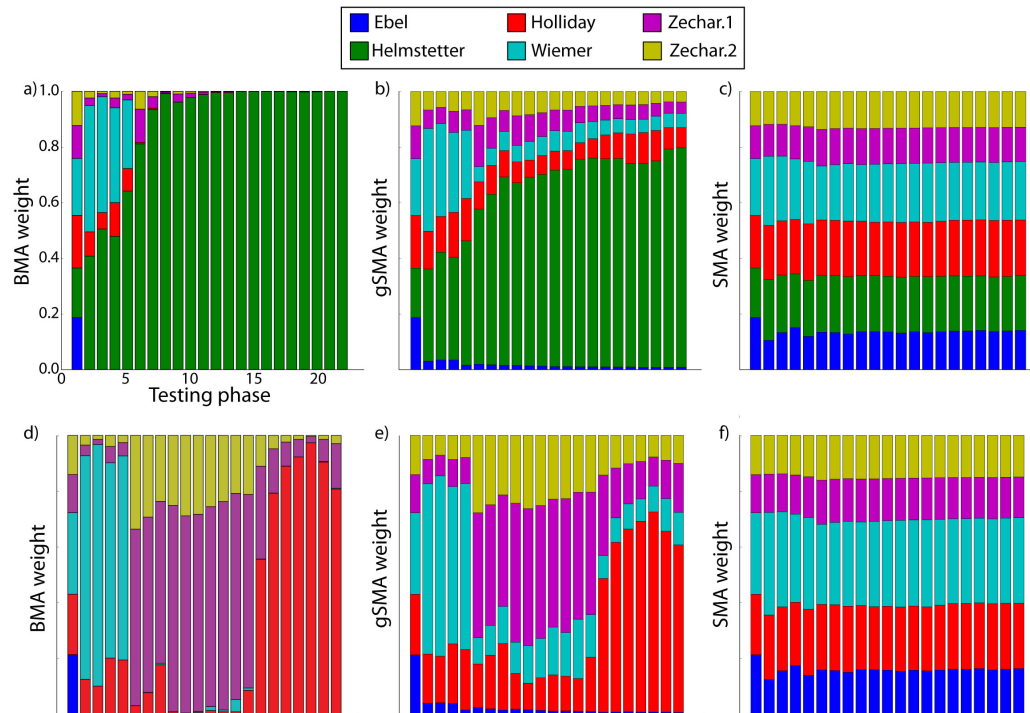 Ebel Holliday Zechar.1
Helmstetter Wiemer Zechar.2
a) b) c)
1.0
0.8
0.6
0.4
0.2
0.0
BMA weight
gSMA weight
SMA weight
0 5 10 15 20
Testing phase
d) e) f)
BMA weight
gSMA weight
SMA weight